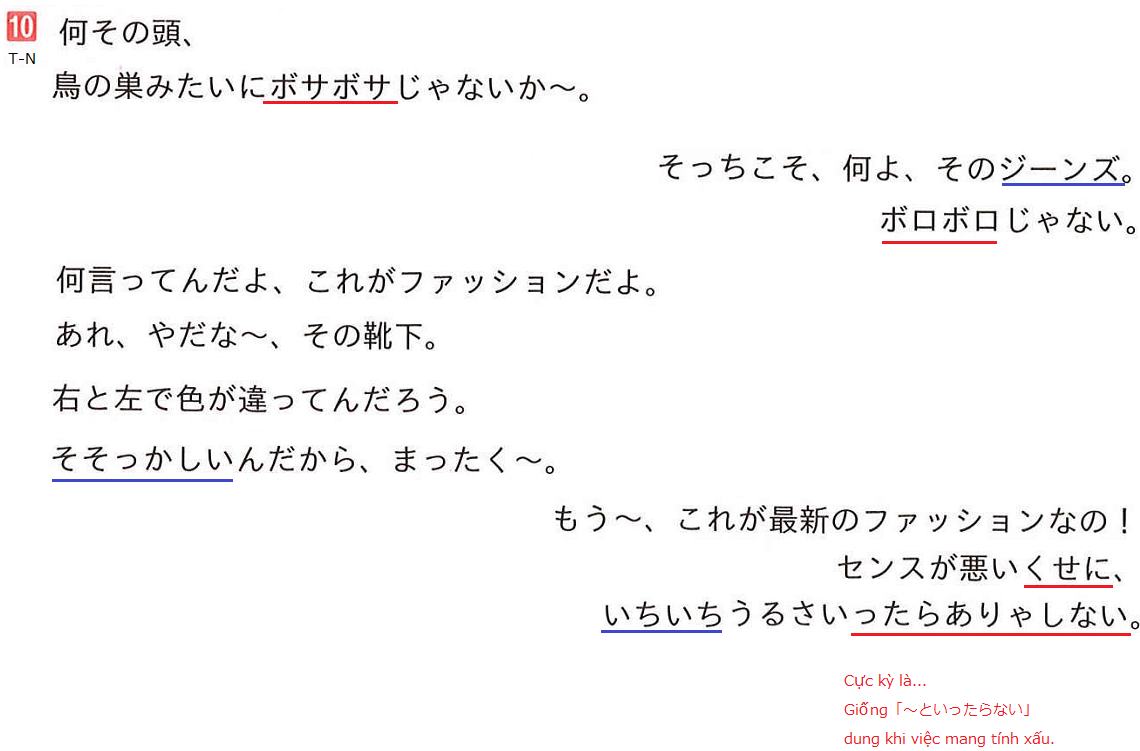 10 何その頭、
T-N
鳥の巣みたいにボサボサじゃないか～。
そっちこそ、何よ、そのジーンズ。
ボロボロじゃない。
何言ってんだよ、これがファッションだよ。
あれ、やだな～、その靴下。
右と左で色が違ってんだろう。
そそっかしいんだから、まったく～。
もう～、これが最新のファッションなの！
センスが悪いくせに、
いちいちうるさいったらありゃしない。
Cực kỳ là...
Giống「～といったらない」
dung khi việc mang tính xấu.